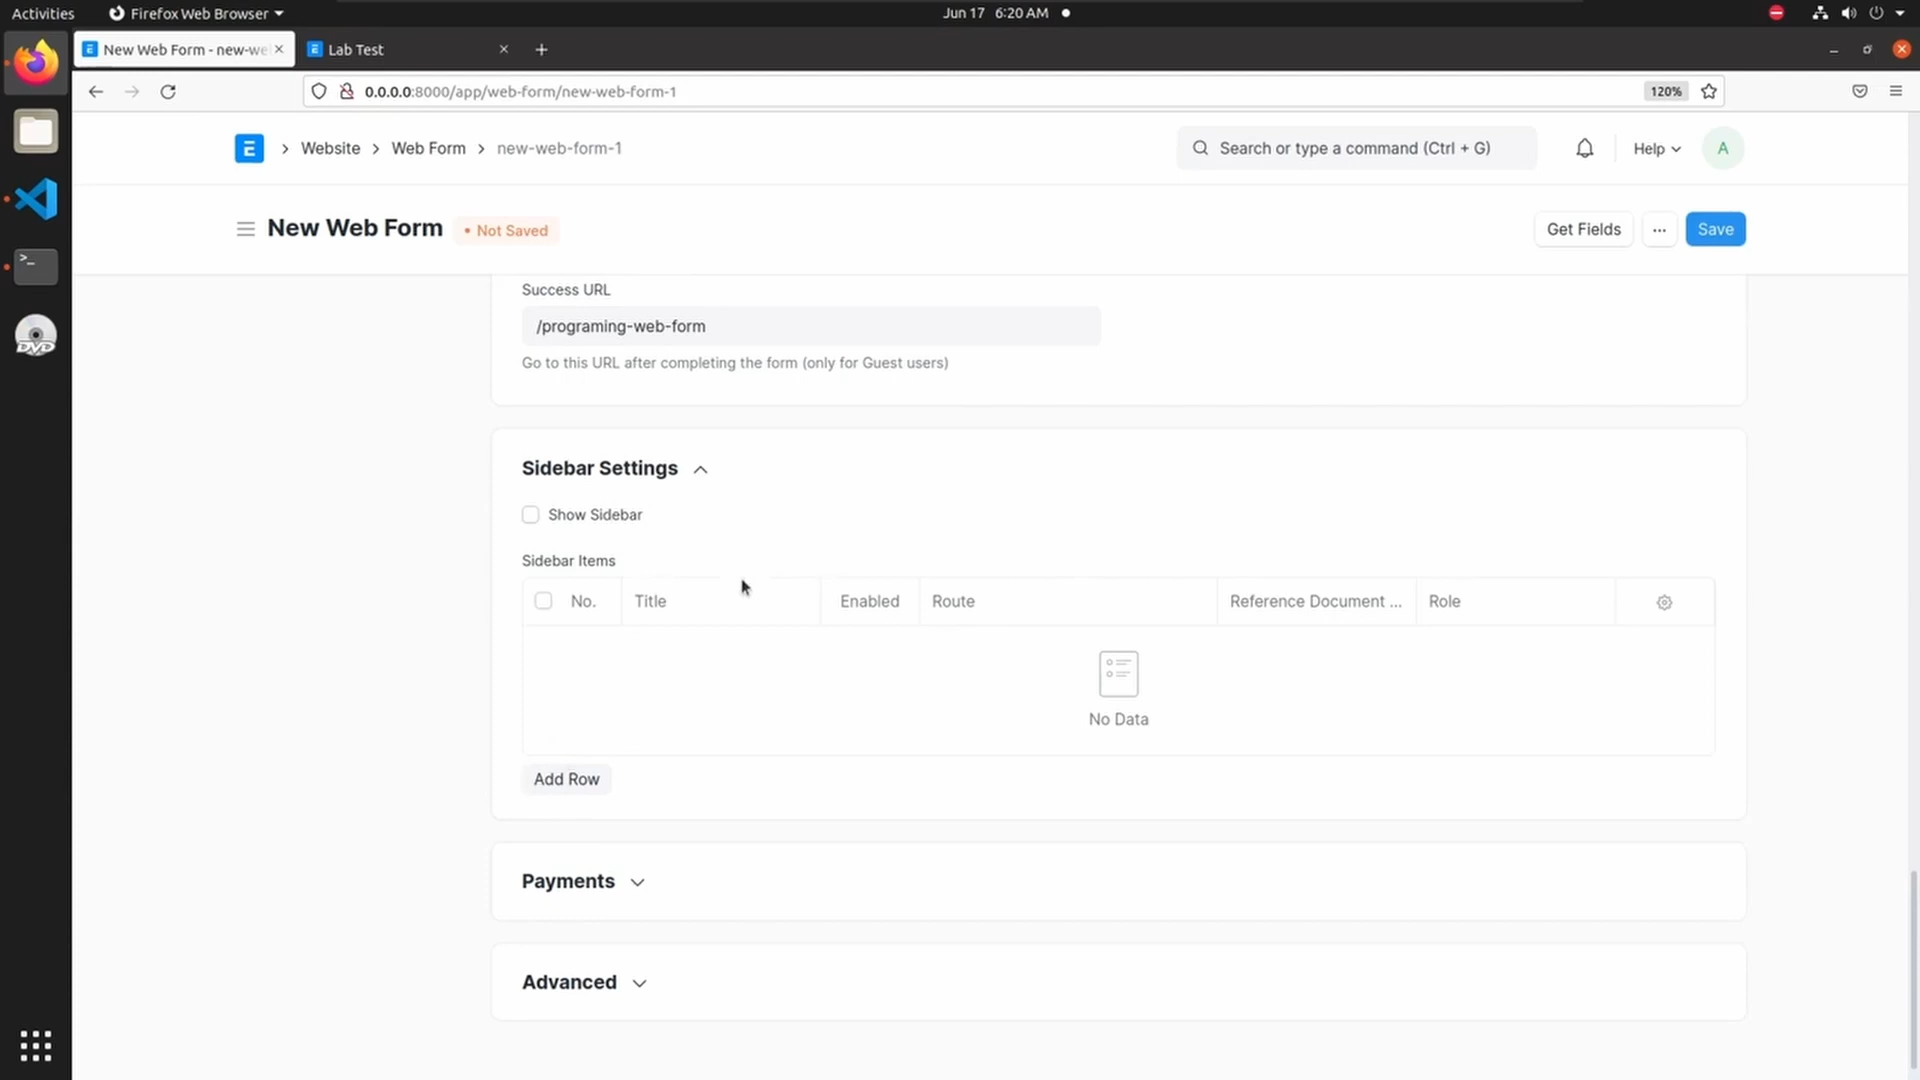 Activities
Firefox Web Browser
Jun 17 6:20 AM
New Web Form - new-we
Lab Test
0.0.0.0:8000/app/web-form/new-web-form-1
120%
E
Website
Web Form
new-web-form-1
Search or type a command (Ctrl + G)
Help
A
New Web Form
Not Saved
Get Fields
...
Save
Success URL
/programing-web-form
Go to this URL after completing the form (only for Guest users)
Sidebar Settings
Show Sidebar
Sidebar Items
No.
Title
Enabled
Route
Reference Document ...
Role
No Data
Add Row
Payments
Advanced
DVD